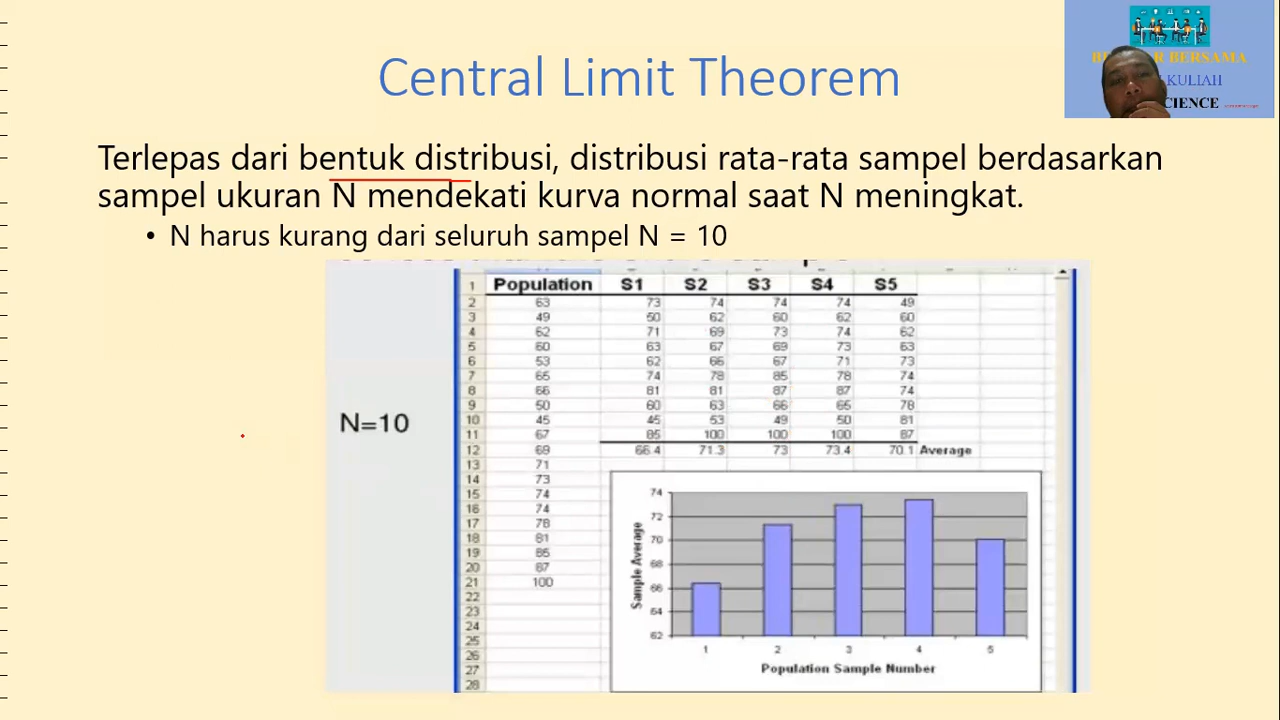 Central Limit Theorem
BERSAMA
KULIAH
Terlepas dari bentuk distribusi, distribusi rata-rata sampel berdasarkan
sampel ukuran N mendekati kurva normal saat N meningkat.
• N harus kurang dari seluruh sampel N = 10
N=10
1 Population S1 S2 S3 S4 S5
2 63 73 74 74 74 49
3 49 50 62 60 62 60
4 62 71 69 73 74 62
5 60 63 67 69 73 63
6 53 62 66 67 71 73
7 65 74 78 85 78 74
8 66 81 81 87 87 74
9 50 60 63 66 65 78
10 45 45 53 49 50 81
11 67 85 100 100 100 87
12 69 66.4 71.3 73 73.4 70.1 Average
13 71
14 73
15 74
16 74
17 78
18 81
19 85
20 87
21 100
22
23
24
25
26
27
28
Sample Average
74
72
70
68
66
64
62
1 2 3 4 5
Population Sample Number